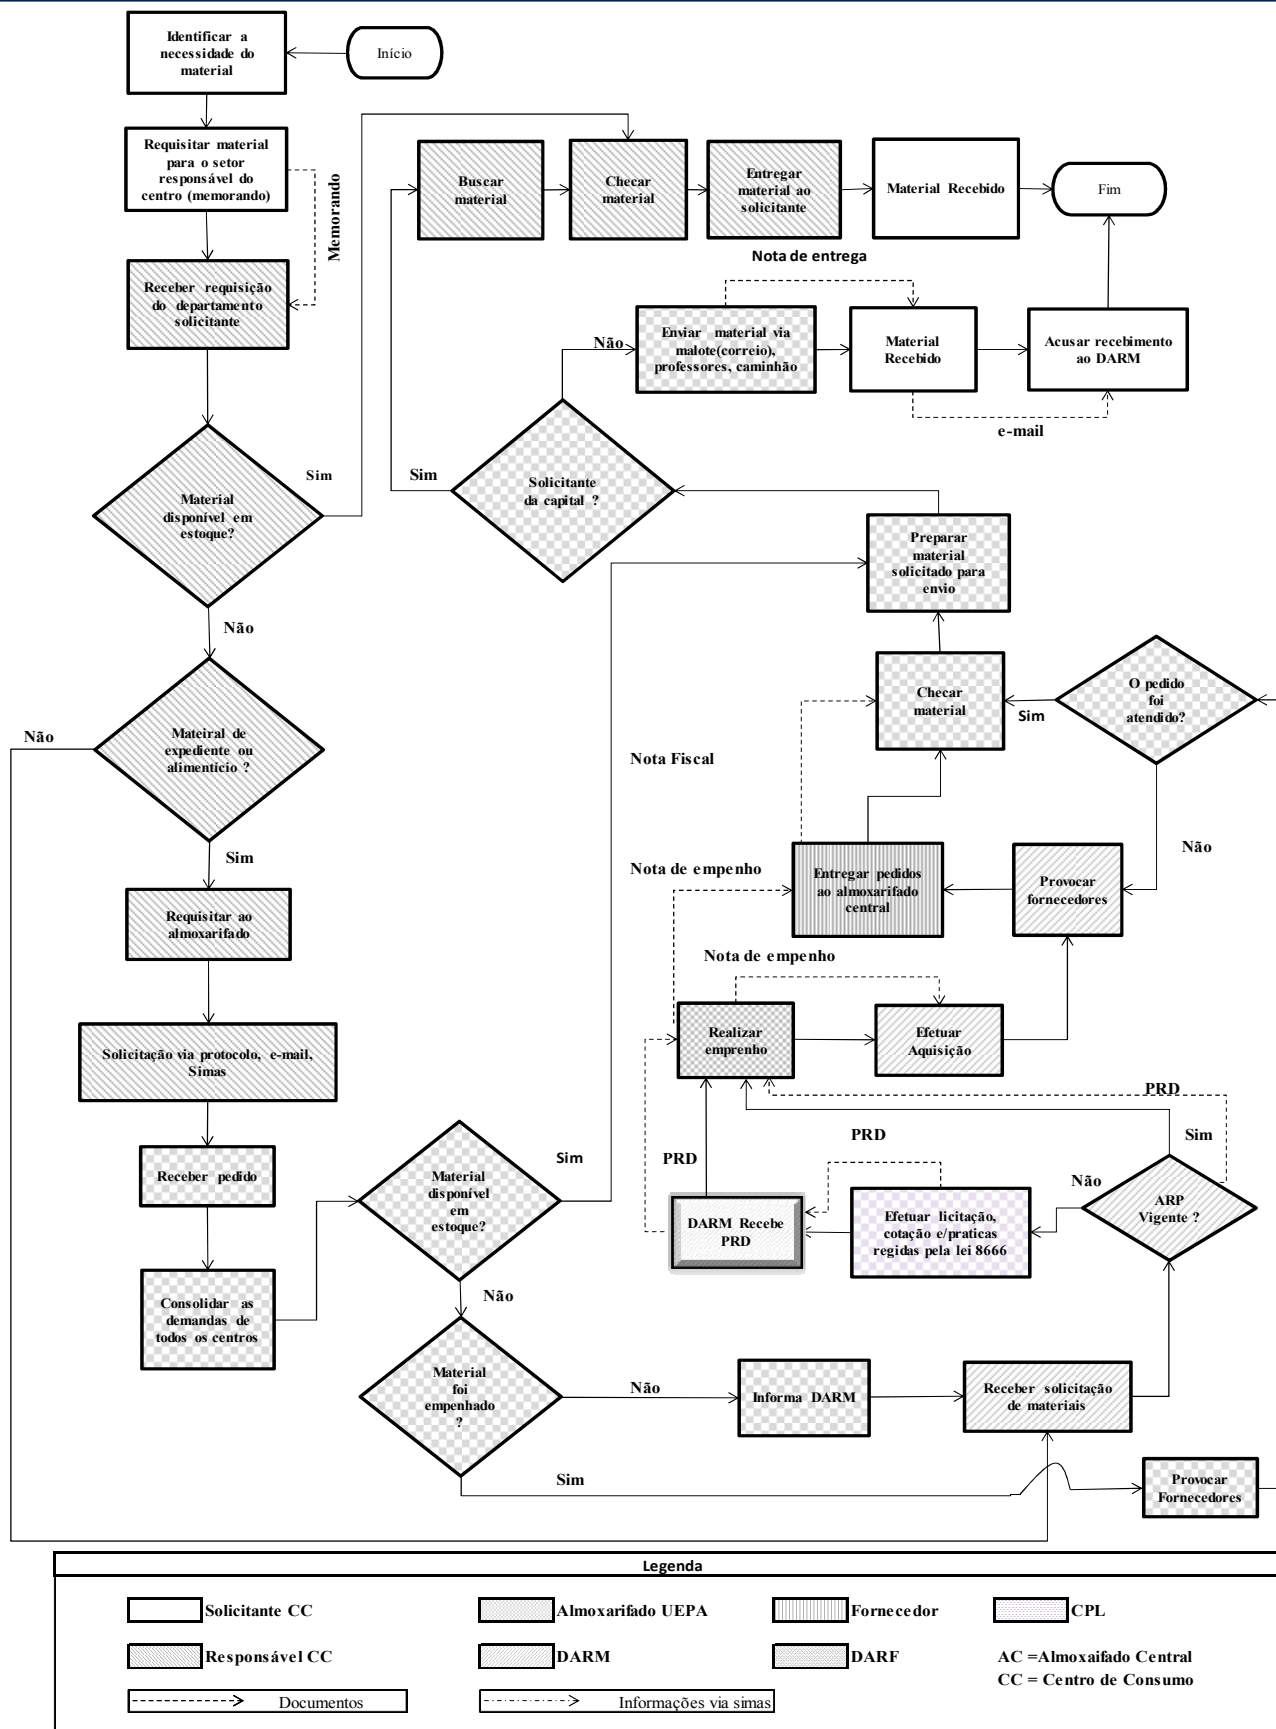 Identificar a
necessidade do
material
Início
Requisitar material
para o setor
responsável do
centro (memorando)
Memorando
Buscar
material
Checar
material
Entregar
material ao
solicitante
Material Recebido
Fim
Receber requisição
do departamento
solicitante
Nota de entrega
Não
Enviar material via
malote(correio),
professores, caminhão
Material
Recebido
Acusar recebimento
ao DARM
e-mail
Sim
Material
disponível em
estoque?
Sim
Solicitante
da capital ?
Preparar
material
solicitado para
envio
Não
Não
Mateiral de
expediente ou
alimentício ?
Checar
material
Sim
O pedido
foi
atendido?
Nota Fiscal
Não
Sim
Nota de empenho
Entregar pedidos
ao almoxarifado
central
Provocar
fornecedores
Requisitar ao
almoxarifado
Nota de empenho
Realizar
emprenho
Efetuar
Aquisição
Solicitação via protocolo, e-mail,
Simas
PRD
PRD
Sim
PRD
Receber pedido
Material
disponível
em
estoque?
Sim
DARM Recebe
PRD
Efetuar licitação,
cotação e/praticas
regidas pela lei 8666
Não
ARP
Vigente ?
Consolidar as
demandas de
todos os centros
Não
Material
foi
empenhado
?
Não
Informa DARM
Receber solicitação
de materiais
Sim
Provocar
Fornecedores
Legenda
Solicitante CC
Almoxarifado UEPA
Fornecedor
CPL
Responsável CC
DARM
DARF
AC =Almoxaifado Central
CC = Centro de Consumo
Documentos
Informações via simas